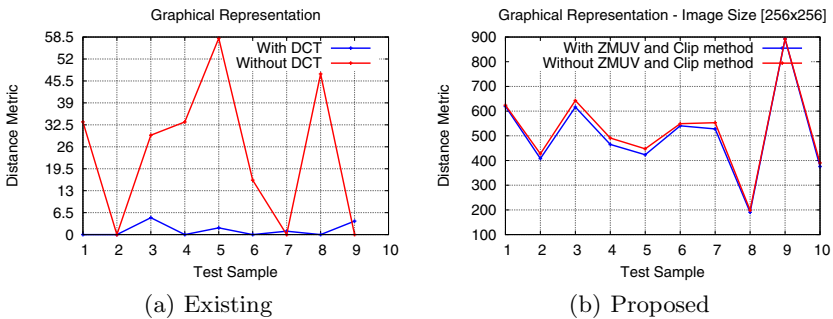 Graphical Representation
With DCT
Without DCT
Distance Metric
58.5
52
45.5
39
32.5
26
19.5
13
6.5
0
1 2 3 4 5 6 7 8 9 10
Test Sample
(a) Existing
Graphical Representation - Image Size [256x256]
With ZMUV and Clip method
Without ZMUV and Clip method
Distance Metric
900
800
700
600
500
400
300
200
100
1 2 3 4 5 6 7 8 9 10
Test Sample
(b) Proposed